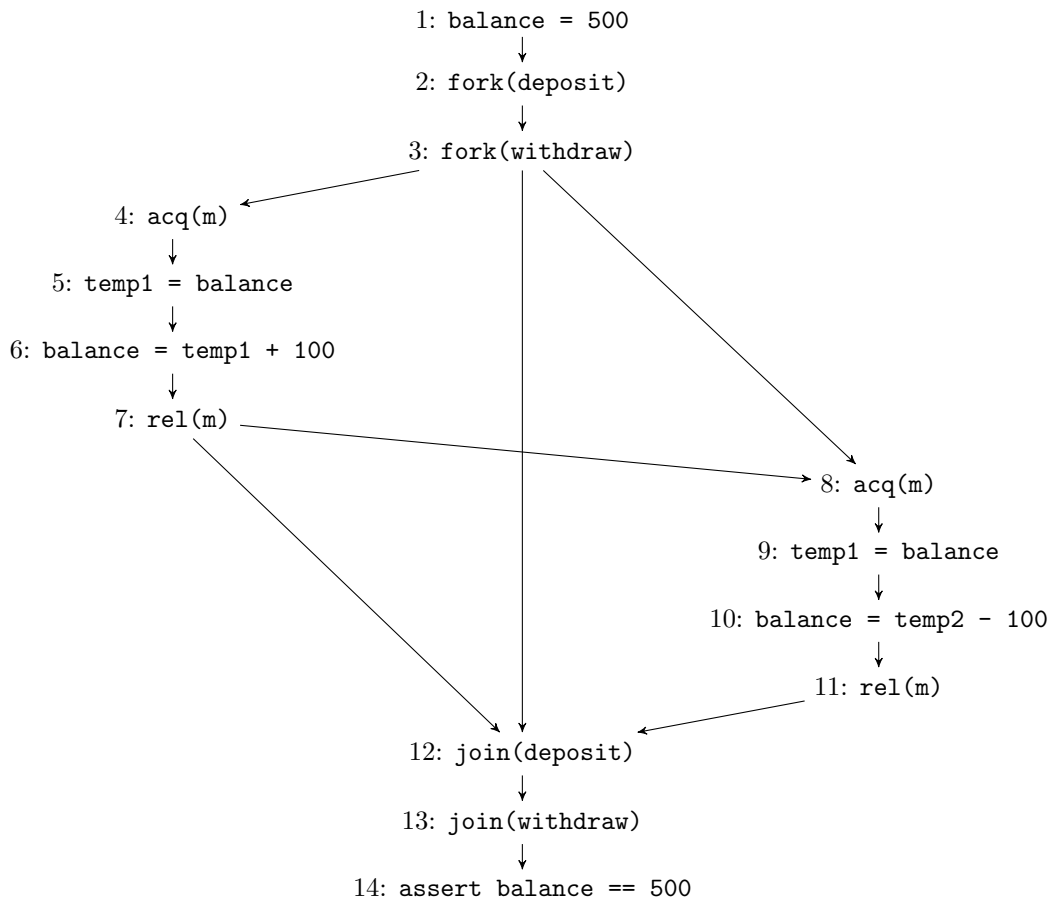 1: balance = 500
2: fork(deposit)
3: fork(withdraw)
4: acq(m)
5: temp1 = balance
6: balance = temp1 + 100
7: rel(m)
8: acq(m)
9: temp1 = balance
10: balance = temp2 - 100
11: rel(m)
12: join(deposit)
13: join(withdraw)
14: assert balance == 500